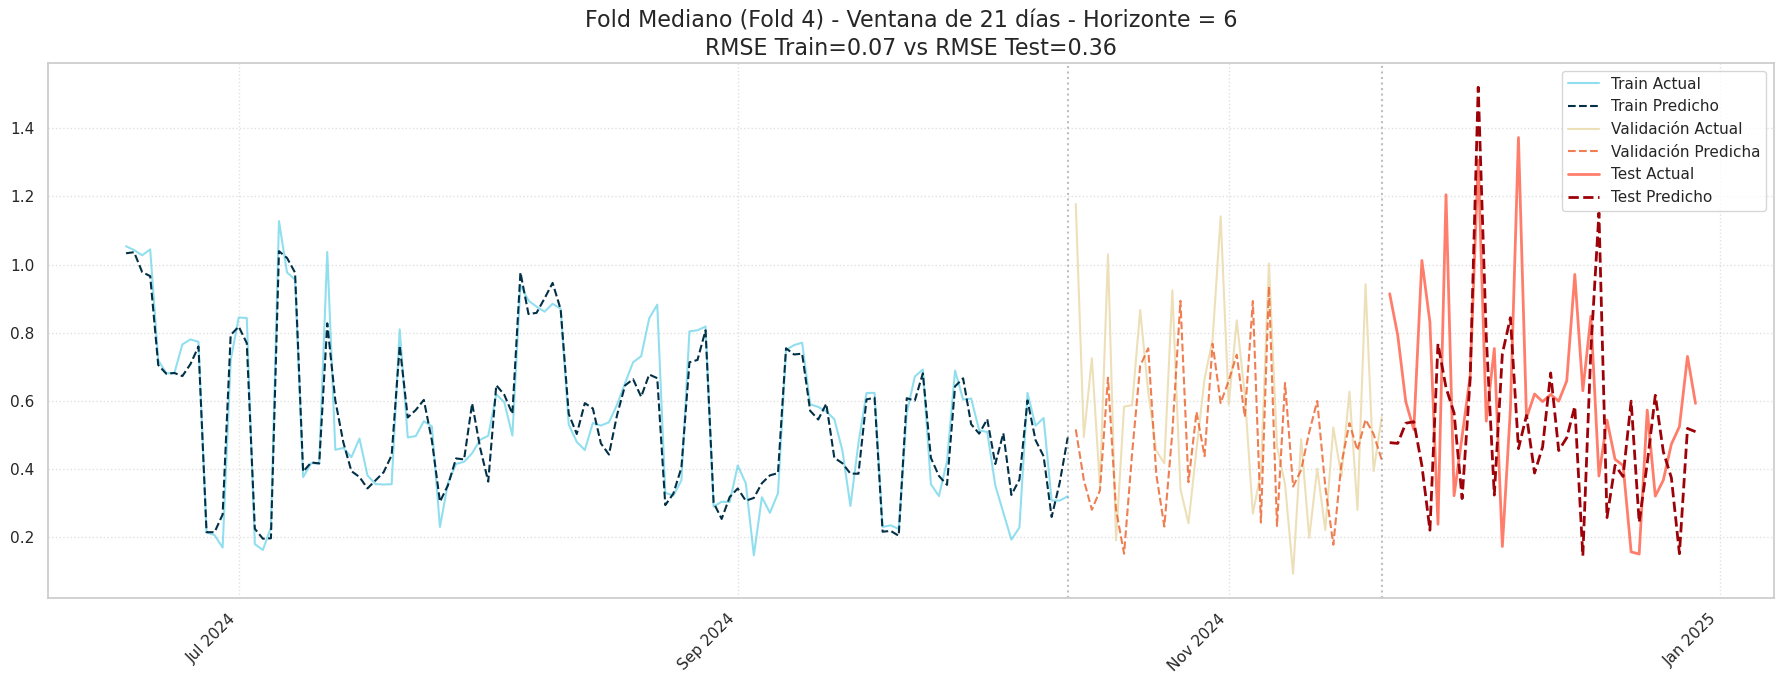 Fold Mediano (Fold 4) - Ventana de 21 días - Horizonte = 6
RMSE Train=0.07 vs RMSE Test=0.36
Train Actual
Train Predicho
Validación Actual
Validación Predicha
Test Actual
Test Predicho
1.4
1.2
1.0
0.8
0.6
0.4
0.2
Jul 2024
Sep 2024
Nov 2024
Jan 2025